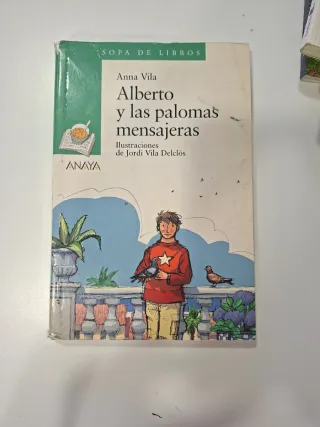 SOPA DE LIBROS
Anna Vila
Alberto
y las palomas
mensajeras
Ilustraciones
de Jordi Vila Delclòs
ANAYA